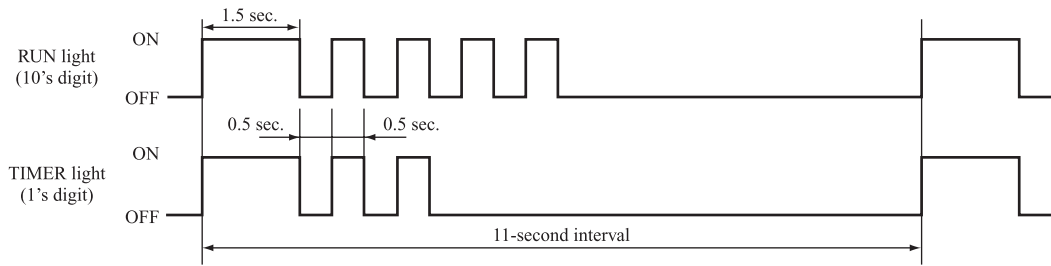 1.5 sec.
ON
RUN light
(10’s digit)
OFF
0.5 sec.
0.5 sec.
ON
TIMER light
(1’s digit)
OFF
11-second interval